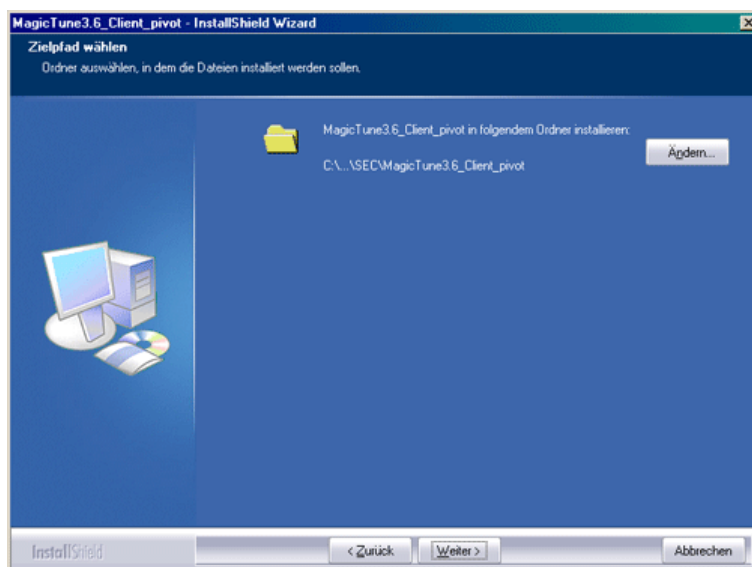 MagicTune3.6_Client_pivot - InstallShield Wizard
Zielpfad wählen
Ordner auswählen, in dem die Dateien installiert werden sollen.
MagicTune3.6_Client_pivot in folgendem Ordner installieren:
Ändern...
C:\...\SEC\MagicTune3.6_Client_pivot
InstallShield
< Zurück
Weiter >
Abbrechen